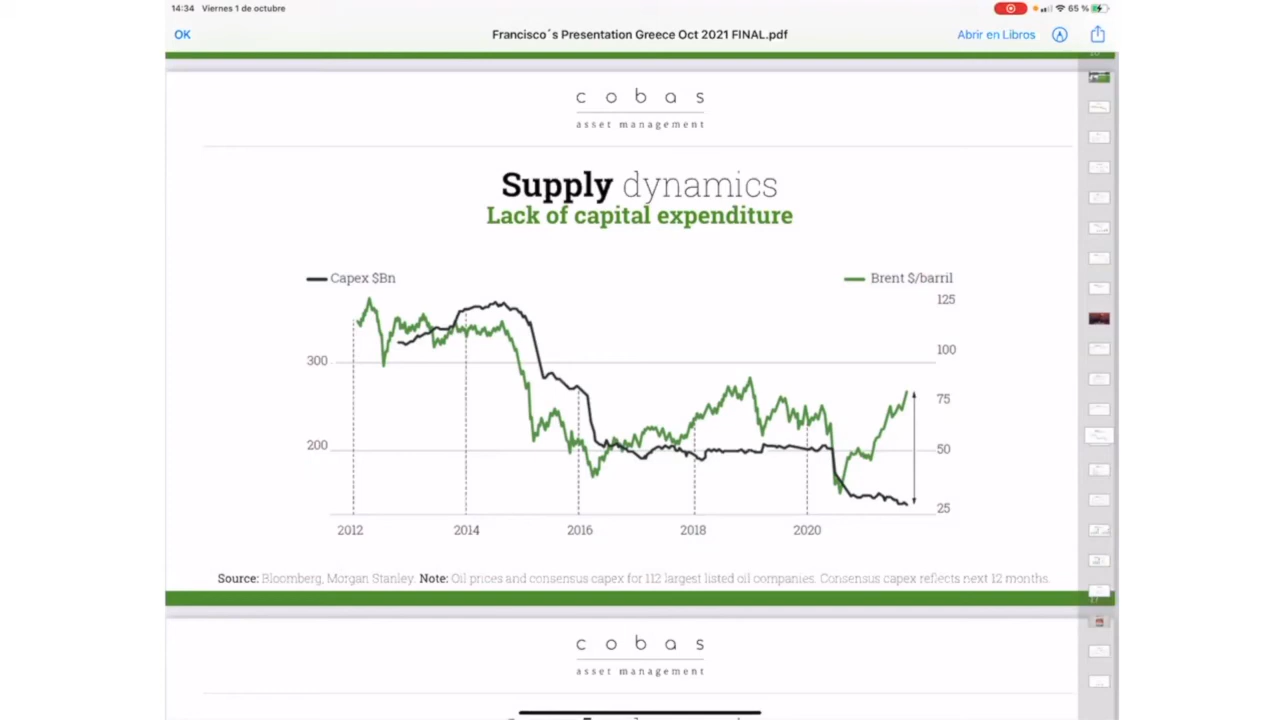 14:34 Viernes 1 de octubre
65 %
OK
Francisco´s Presentation Greece Oct 2021 FINAL.pdf
Abrir en Libros
cobas
asset management
Supply dynamics
Lack of capital expenditure
Capex $Bn
Brent $/barril
125
100
75
50
25
300
200
2012
2014
2016
2018
2020
Source: Bloomberg, Morgan Stanley. Note: Oil prices and consensus capex for 112 largest listed oil companies. Consensus capex reflects next 12 months.
cobas
asset management